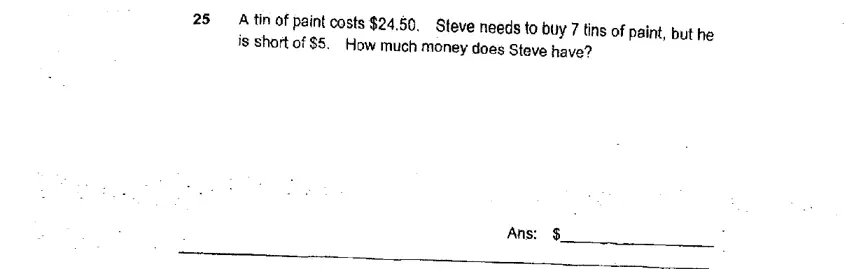 25 A tin of paint costs $24.50. Steve needs to buy 7 tins of paint, but he
is short of $5. How much money does Steve have?
Ans: $